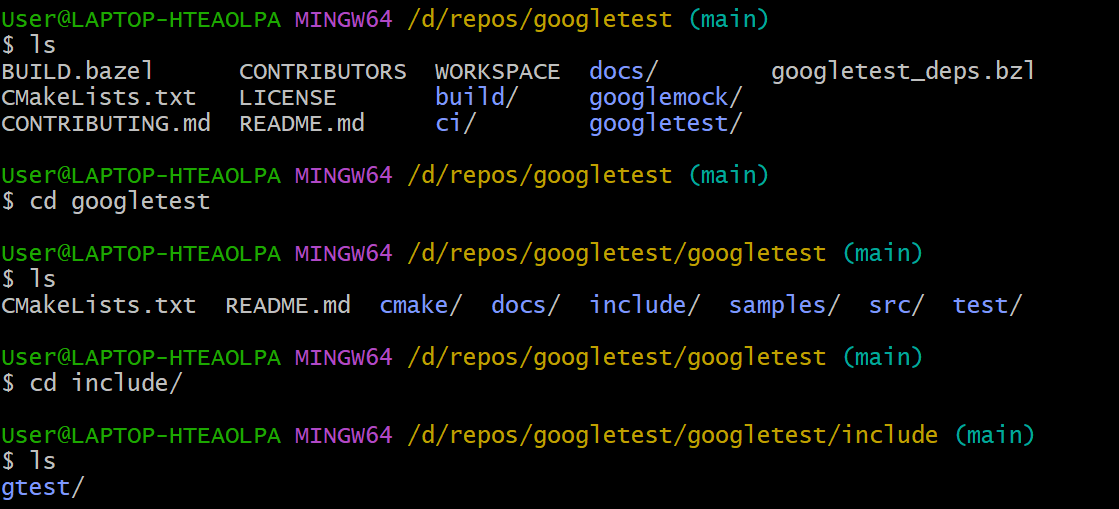 User@LAPTOP-HTEAOLPA MINGW64 /d/repos/googletest (main)
$ ls
BUILD.bazel CONTRIBUTORS WORKSPACE docs/ googletest_deps.bzl
CMakeLists.txt LICENSE build/ googlemock/
CONTRIBUTING.md README.md ci/ googletest/
User@LAPTOP-HTEAOLPA MINGW64 /d/repos/googletest (main)
$ cd googletest
User@LAPTOP-HTEAOLPA MINGW64 /d/repos/googletest/googletest (main)
$ ls
CMakeLists.txt README.md cmake/ docs/ include/ samples/ src/ test/
User@LAPTOP-HTEAOLPA MINGW64 /d/repos/googletest/googletest (main)
$ cd include/
User@LAPTOP-HTEAOLPA MINGW64 /d/repos/googletest/googletest/include (main)
$ ls
gtest/